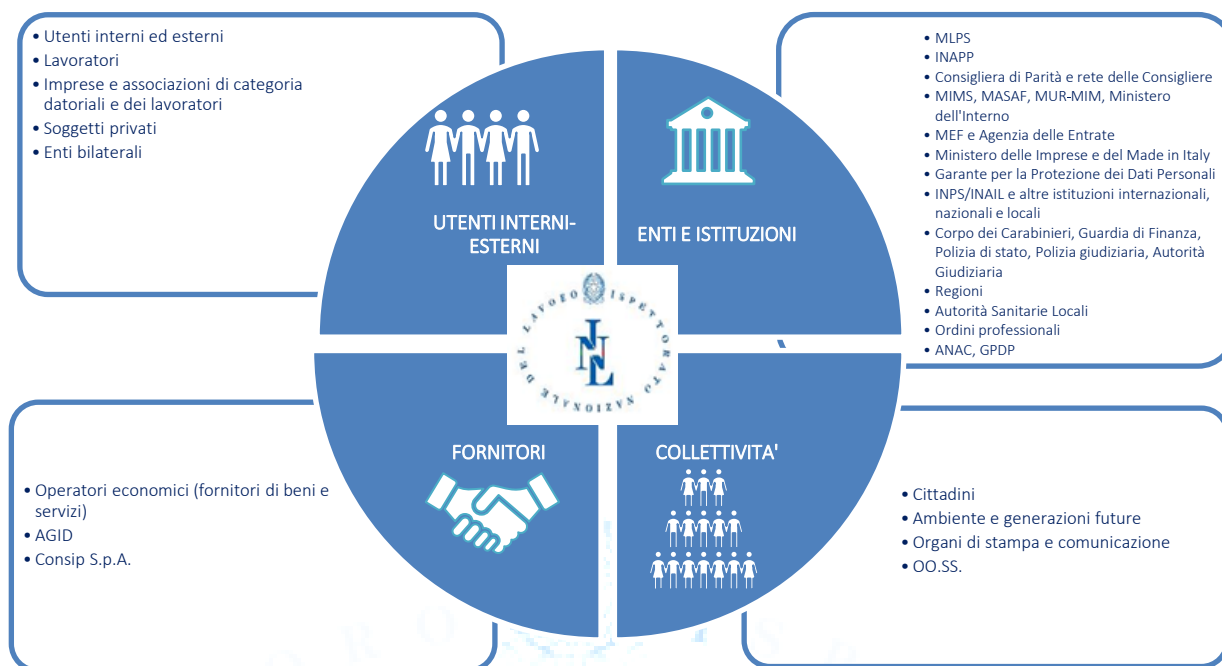 • Utenti interni ed esterni
• Lavoratori
• Imprese e associazioni di categoria
datoriali e dei lavoratori
• Soggetti privati
• Enti bilaterali
UTENTI INTERNI-
ESTERNI
• MLPS
• INAPP
• Consigliera di Parità e rete delle Consigliere
• MIMS, MASAF, MUR-MIM, Ministero
dell'Interno
• MEF e Agenzia delle Entrate
• Ministero delle Imprese e del Made in Italy
• Garante per la Protezione dei Dati Personali
• INPS/INAIL e altre istituzioni internazionali,
nazionali e locali
• Corpo dei Carabinieri, Guardia di Finanza,
Polizia di stato, Polizia giudiziaria, Autorità
Giudiziaria
• Regioni
• Autorità Sanitarie Locali
• Ordini professionali
• ANAC, GPDP
ENTI E ISTITUZIONI
ISPETTORATO NAZIONALE DEL LAVORO
INL
FORNITORI
• Operatori economici (fornitori di beni e
servizi)
• AGID
• Consip S.p.A.
COLLETTIVITA'
• Cittadini
• Ambiente e generazioni future
• Organi di stampa e comunicazione
• OO.SS.